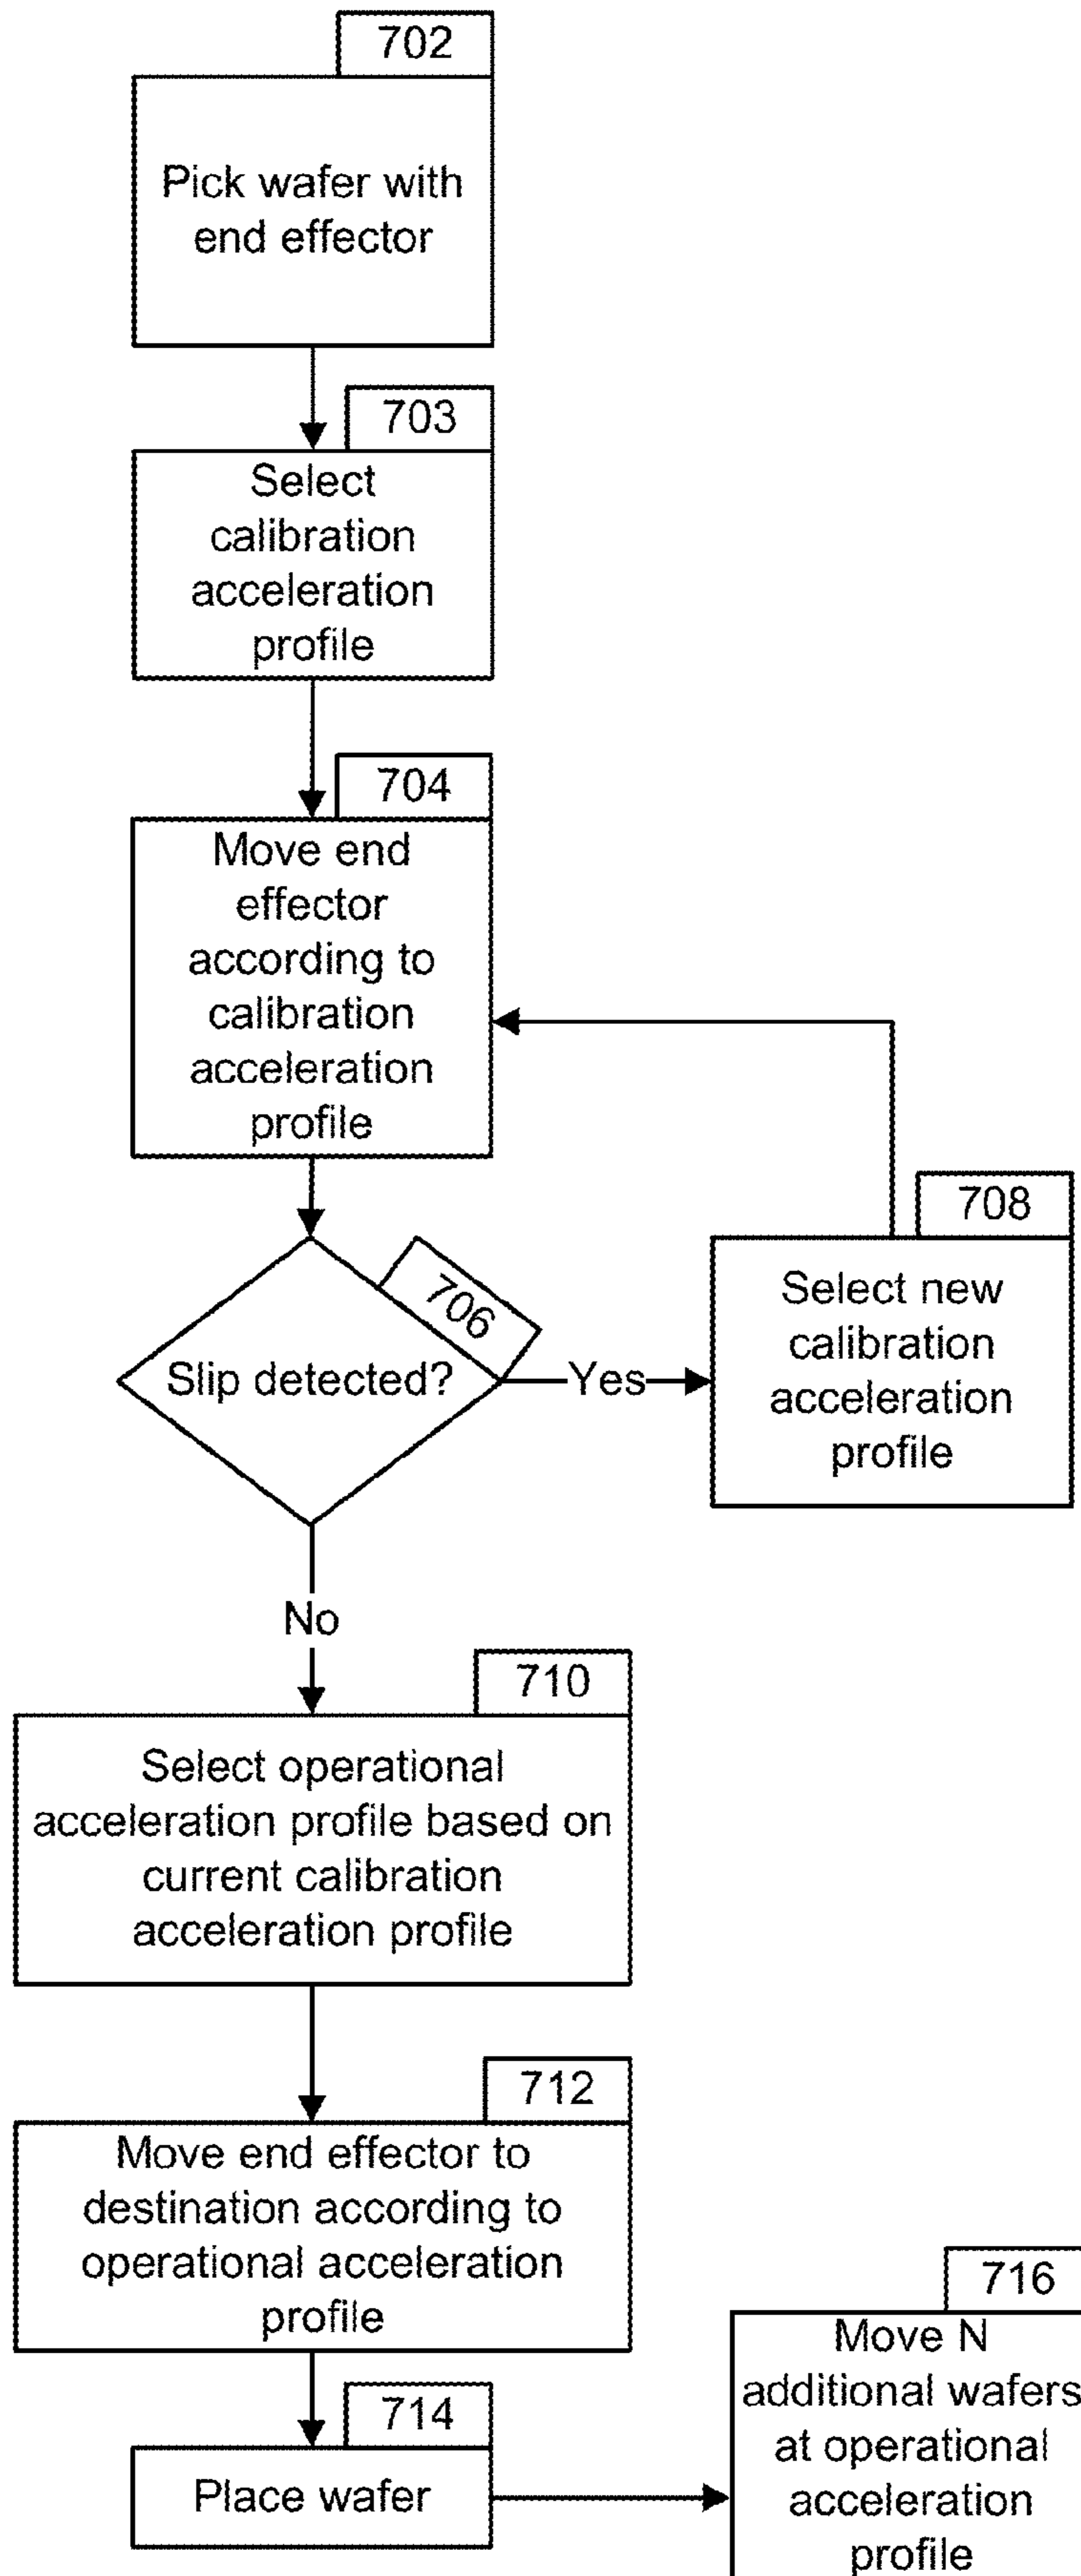 702
Pick wafer with
end effector
703
Select
calibration
acceleration
profile
704
Move end
effector
according to
calibration
acceleration
profile
706
Slip detected?
Yes
708
Select new
calibration
acceleration
profile
No
710
Select operational
acceleration profile based on
current calibration
acceleration profile
712
Move end effector to
destination according to
operational acceleration
profile
714
Place wafer
716
Move N
additional wafers
at operational
acceleration
profile